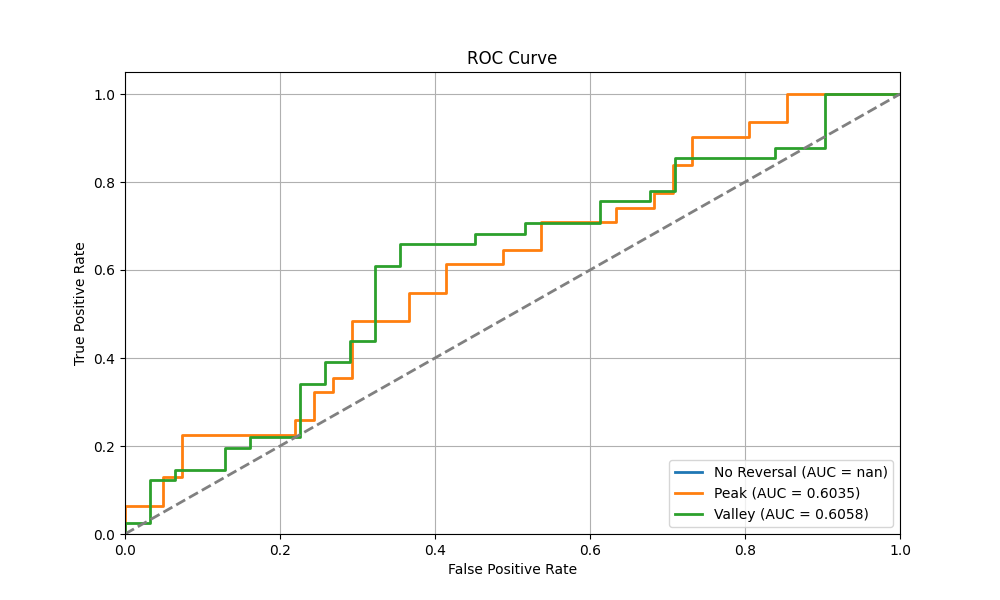 ROC Curve
True Positive Rate
1.0
0.8
0.6
0.4
0.2
0.0
No Reversal (AUC = nan)
Peak (AUC = 0.6035)
Valley (AUC = 0.6058)
0.0 0.2 0.4 0.6 0.8 1.0
False Positive Rate